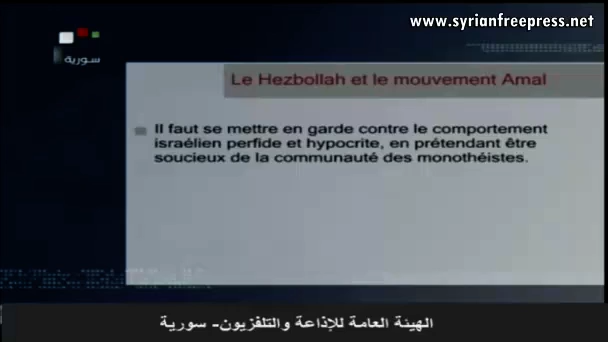 www.syrianfreepress.net
سورية
Le Hezbollah et le mouvement Amal
Il faut se mettre en garde contre le comportement
israélien perfide et hypocrite, en prétendant être
soucieux de la communauté des monothéistes.
الهيئة العامة للإذاعة والتلفزيون- سورية